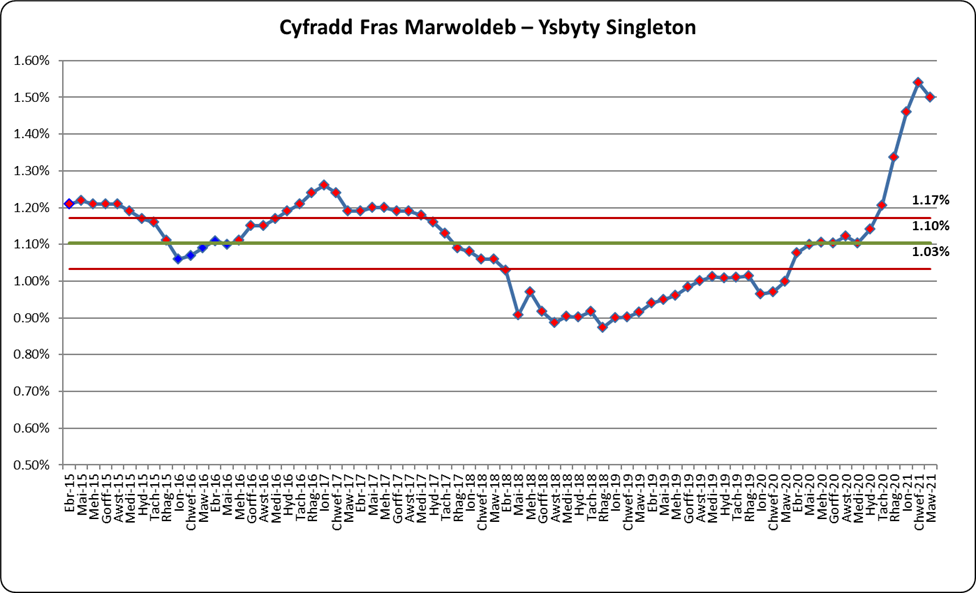 Cyfradd Fras Marwoldeb – Ysbyty Singleton
1.60%
1.50%
1.40%
1.30%
1.20%
1.10%
1.00%
0.90%
0.80%
0.70%
0.60%
0.50%
1.17%
1.10%
1.03%
Ebr-15
Mai-15
Meh-15
Gorff-15
Awst-15
Medi-15
Hyd-15
Tach-15
Rhag-15
Ion-16
Chwef-16
Maw-16
Ebr-16
Mai-16
Meh-16
Gorff-16
Awst-16
Medi-16
Hyd-16
Tach-16
Rhag-16
Ion-17
Chwef-17
Maw-17
Ebr-17
Mai-17
Meh-17
Gorff-17
Awst-17
Medi-17
Hyd-17
Tach-17
Rhag-17
Ion-18
Chwef-18
Maw-18
Ebr-18
Mai-18
Meh-18
Gorff-18
Awst-18
Medi-18
Hyd-18
Tach-18
Rhag-18
Ion-19
Chwef-19
Maw-19
Ebr-19
Mai-19
Meh-19
Gorff-19
Awst-19
Medi-19
Hyd-19
Tach-19
Rhag-19
Ion-20
Chwef-20
Maw-20
Ebr-20
Mai-20
Meh-20
Gorff-20
Awst-20
Medi-20
Hyd-20
Tach-20
Rhag-20
Ion-21
Chwef-21
Maw-21